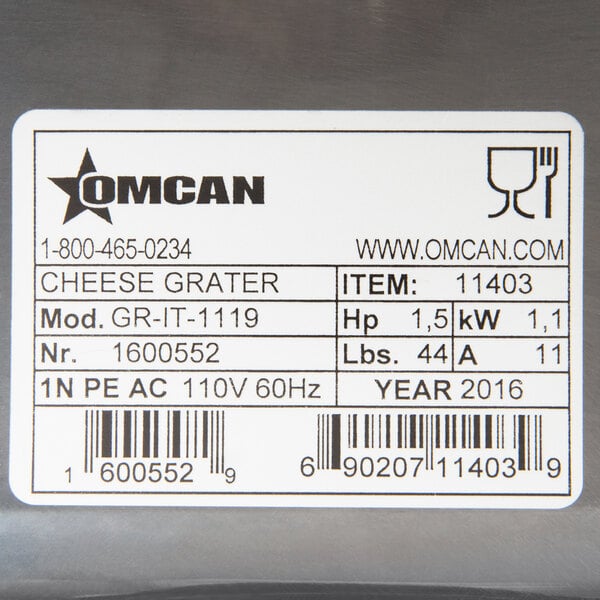 OMCAN
1-800-465-0234 WWW.OMCAN.COM
CHEESE GRATER ITEM: 11403
Mod. GR-IT-1119 Hp 1,5 kW 1,1
Nr. 1600552 Lbs. 44 A 11
1N PE AC 110V 60Hz YEAR 2016
1 600552 9 6 90207 11403 9